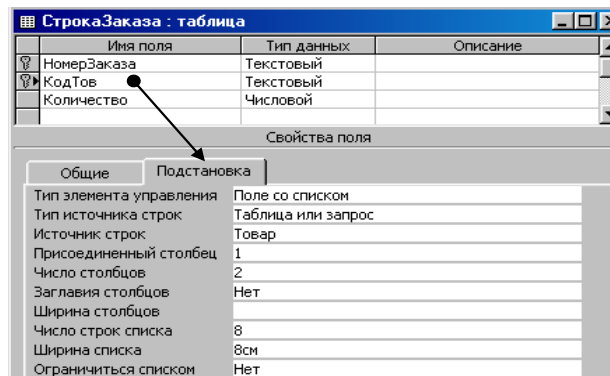 СтрокаЗаказа : таблица
Имя поля Тип данных Описание
НомерЗаказа Текстовый
КодТов Текстовый
Количество Числовой
Свойства поля
Общие Подстановка
Тип элемента управления Поле со списком
Тип источника строк Таблица или запрос
Источник строк Товар
Присоединенный столбец 1
Число столбцов 2
Заглавия столбцов Нет
Ширина столбцов
Число строк списка 8
Ширина списка 8см
Ограничиться списком Нет